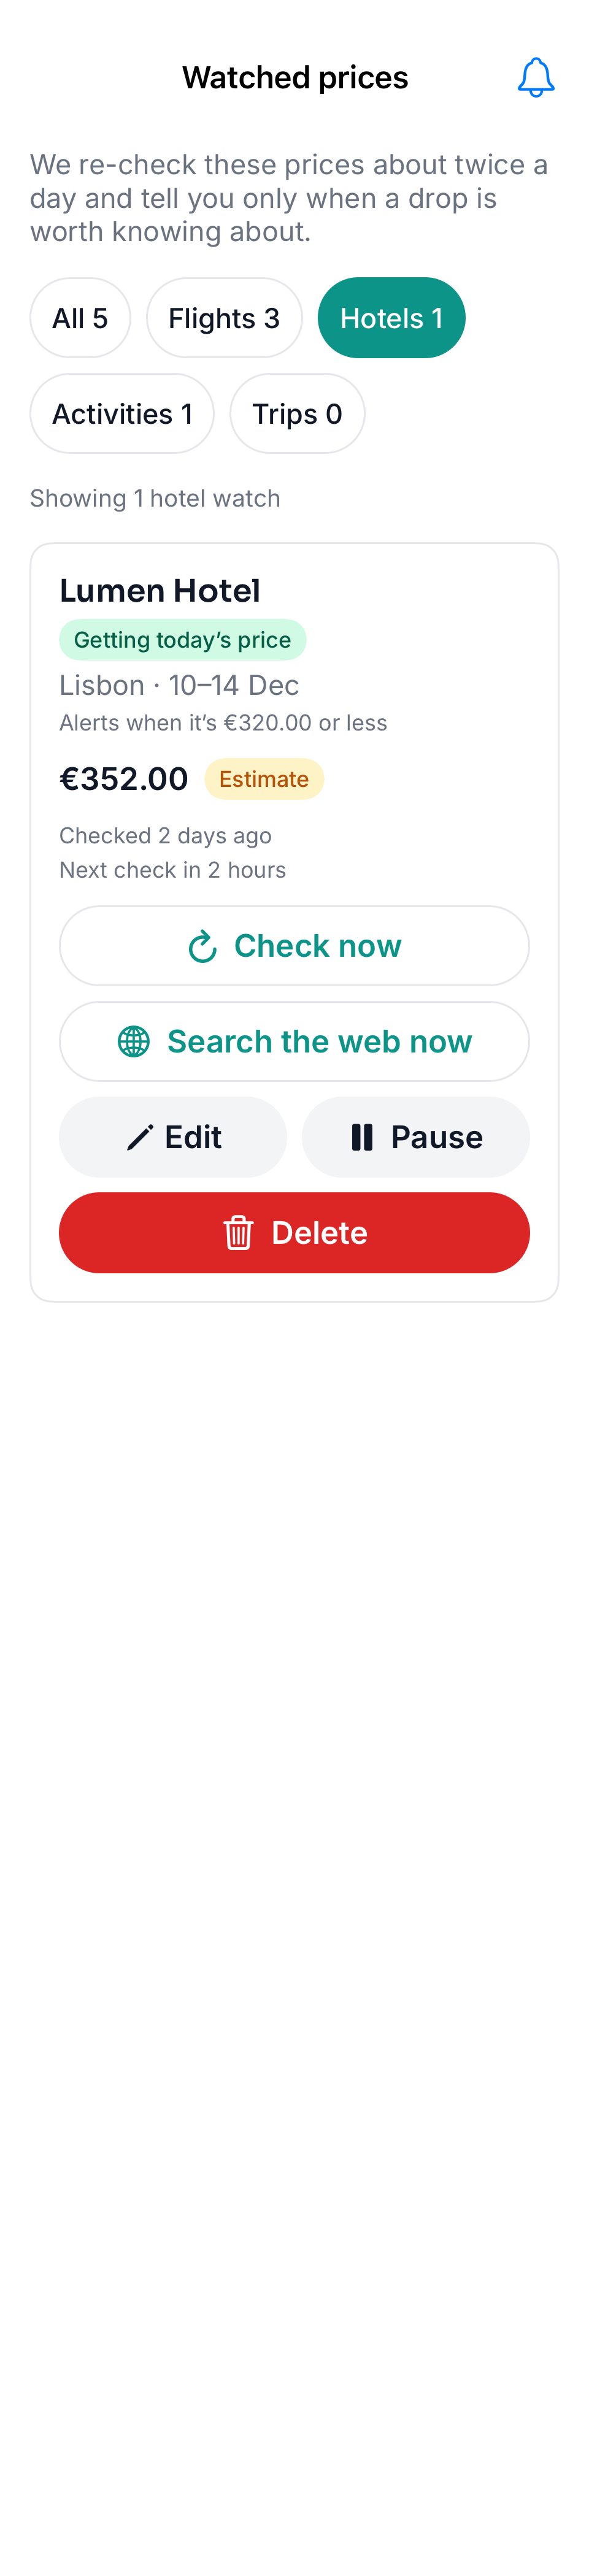 Watched prices
We re-check these prices about twice a
day and tell you only when a drop is
worth knowing about.
All 5
Flights 3
Hotels 1
Activities 1
Trips 0
Showing 1 hotel watch
Lumen Hotel
Getting today’s price
Lisbon · 10–14 Dec
Alerts when it’s €320.00 or less
€352.00
Estimate
Checked 2 days ago
Next check in 2 hours
Check now
Search the web now
Edit
Pause
Delete